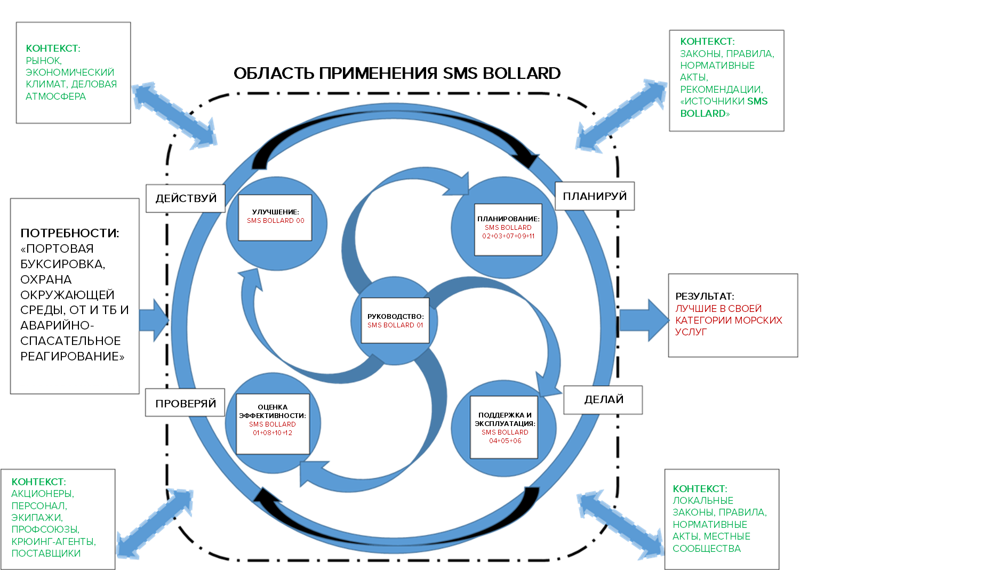 КОНТЕКСТ:
РЫНОК,
ЭКОНОМИЧЕСКИЙ
КЛИМАТ, ДЕЛОВАЯ
АТМОСФЕРА
ОБЛАСТЬ ПРИМЕНЕНИЯ SMS BOLLARD
КОНТЕКСТ:
ЗАКОНЫ, ПРАВИЛА,
НОРМАТИВНЫЕ
АКТЫ,
РЕКОМЕНДАЦИИ,
«ИСТОЧНИКИ SMS
BOLLARD»
ДЕЙСТВУЙ
ПЛАНИРУЙ
УЛУЧШЕНИЕ:
SMS BOLLARD 00
ПЛАНИРОВАНИЕ:
SMS BOLLARD
02+03+07+09+11
ПОТРЕБНОСТИ:
«ПОРТОВАЯ
БУКСИРОВКА,
ОХРАНА
ОКРУЖАЮЩЕЙ
СРЕДЫ, ОТ И ТБ И
АВАРИЙНО-
СПАСАТЕЛЬНОЕ
РЕАГИРОВАНИЕ»
РУКОВОДСТВО:
SMS BOLLARD 01
РЕЗУЛЬТАТ:
ЛУЧШИЕ В СВОЕЙ
КАТЕГОРИИ МОРСКИХ
УСЛУГ
ПРОВЕРЯЙ
ДЕЛАЙ
ОЦЕНКА
ЭФФЕКТИВНОСТИ:
SMS BOLLARD
01+08+10+12
ПОДДЕРЖКА И
ЭКСПЛУАТАЦИЯ:
SMS BOLLARD
04+05+06
КОНТЕКСТ:
АКЦИОНЕРЫ,
ПЕРСОНАЛ,
ЭКИПАЖИ,
ПРОФСОЮЗЫ,
КРЮИНГ-АГЕНТЫ,
ПОСТАВЩИКИ
КОНТЕКСТ:
ЛОКАЛЬНЫЕ
ЗАКОНЫ, ПРАВИЛА,
НОРМАТИВНЫЕ
АКТЫ, МЕСТНЫЕ
СООБЩЕСТВА